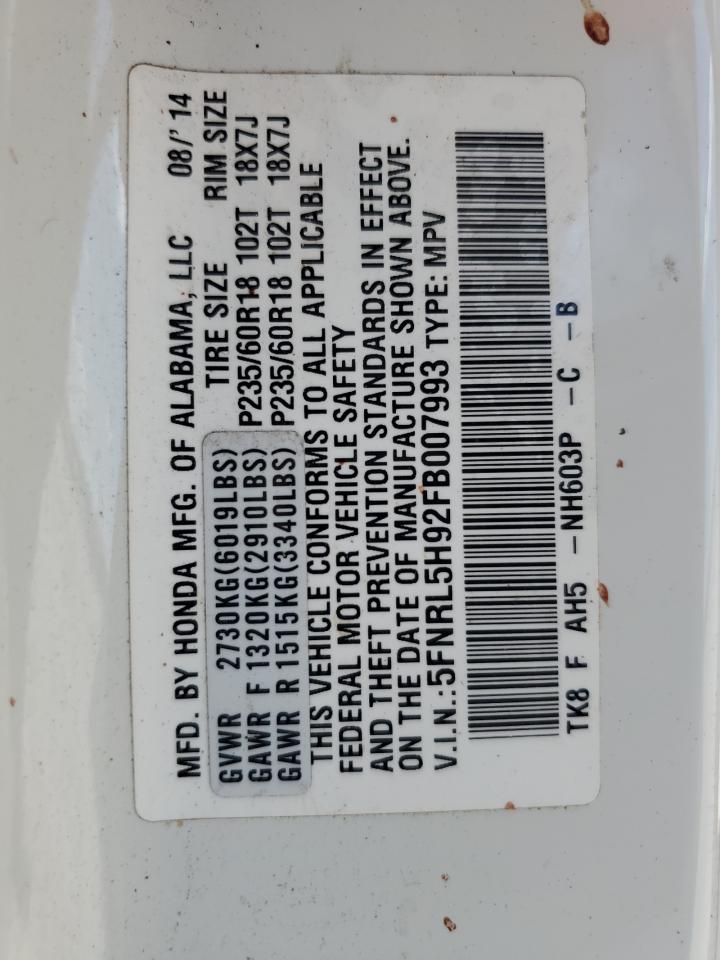 MFD. BY HONDA MFG. OF ALABAMA, LLC 08/' 14
TIRE SIZE RIM SIZE
GVWR 2730KG(6019LBS)
GAWR F 1320KG(2910LBS) P235/60R18 102T 18X7J
GAWR R 1515KG(3340LBS) P235/60R18 102T 18X7J
THIS VEHICLE CONFORMS TO ALL APPLICABLE
FEDERAL MOTOR VEHICLE SAFETY
AND THEFT PREVENTION STANDARDS IN EFFECT
ON THE DATE OF MANUFACTURE SHOWN ABOVE.
V.I.N.:5FNRL5H92FB007993 TYPE: MPV
TK8 F AH5 -NH603P -C -B